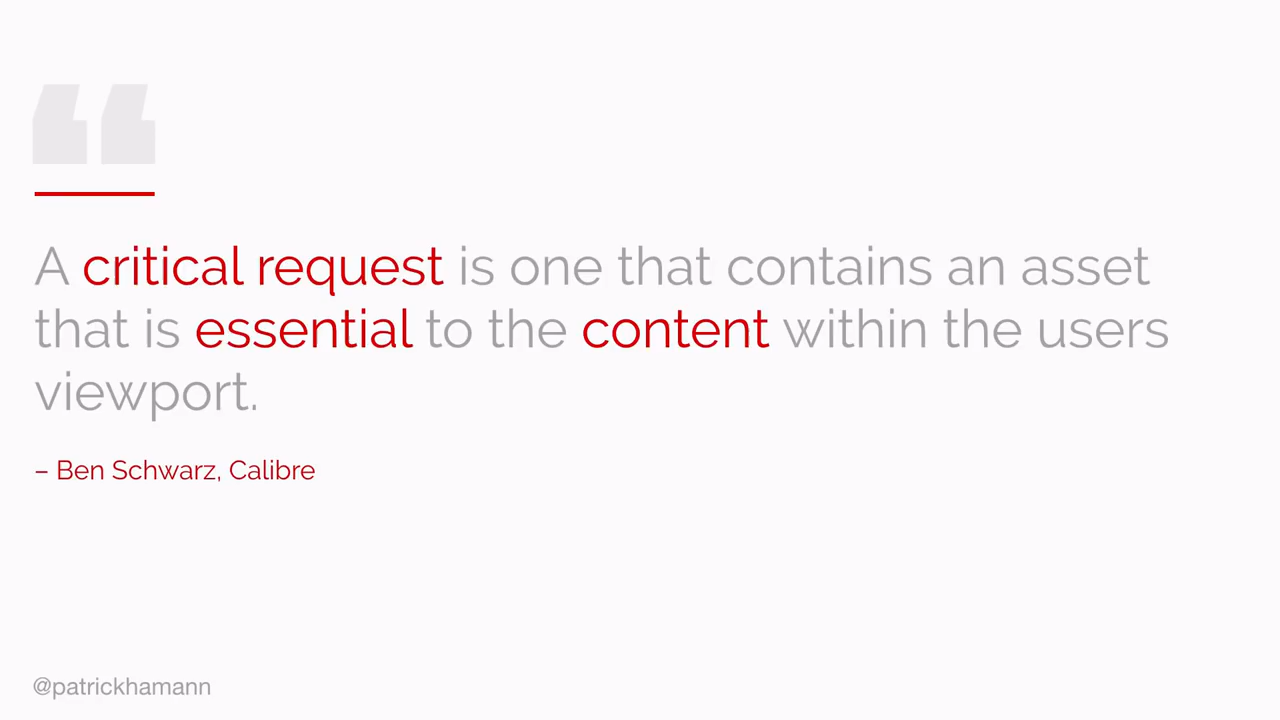 “
A critical request is one that contains an asset
that is essential to the content within the users
viewport.
– Ben Schwarz, Calibre
@patrickhamann